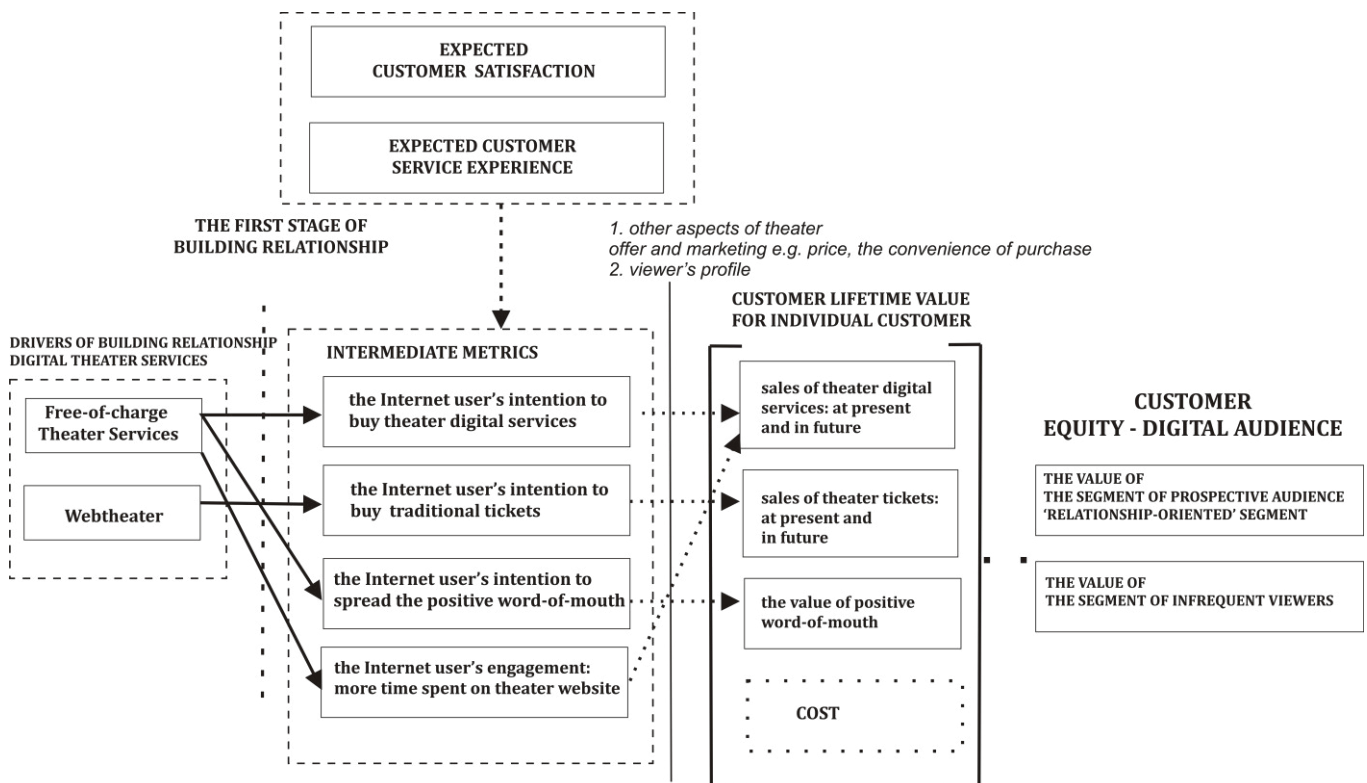 EXPECTED
CUSTOMER SATISFACTION
EXPECTED CUSTOMER
SERVICE EXPERIENCE
THE FIRST STAGE OF
BUILDING RELATIONSHIP
1. other aspects of theater
offer and marketing e.g. price, the convenience of purchase
2. viewer's profile
DRIVERS OF BUILDING RELATIONSHIP
DIGITAL THEATER SERVICES
Free-of-charge
Theater Services
Webtheater
INTERMEDIATE METRICS
the Internet user's intention to
buy theater digital services
the Internet user's intention to
buy traditional tickets
the Internet user's intention to
spread the positive word-of-mouth
the Internet user's engagement:
more time spent on theater website
CUSTOMER LIFETIME VALUE
FOR INDIVIDUAL CUSTOMER
sales of theater digital
services: at present
and in future
sales of theater tickets:
at present and
in future
the value of positive
word-of-mouth
COST
CUSTOMER
EQUITY - DIGITAL AUDIENCE
THE VALUE OF
THE SEGMENT OF PROSPECTIVE AUDIENCE
'RELATIONSHIP-ORIENTED' SEGMENT
THE VALUE OF
THE SEGMENT OF INFREQUENT VIEWERS